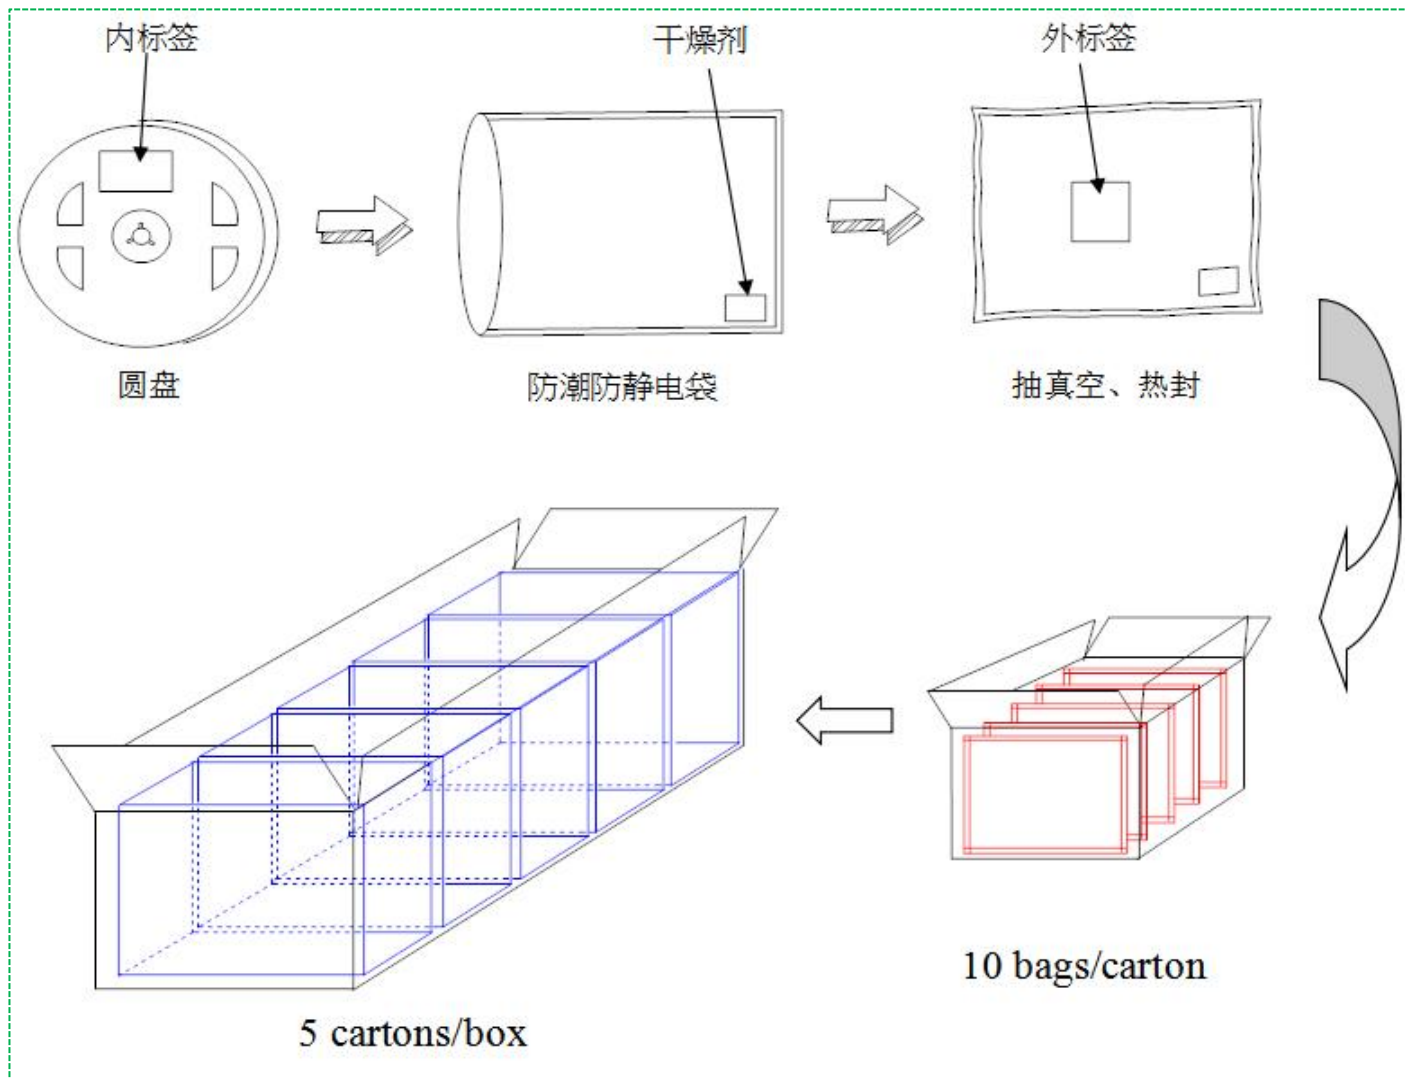 内标签
干燥剂
外标签
圆盘
防潮防静电袋
抽真空、热封
10 bags/carton
5 cartons/box